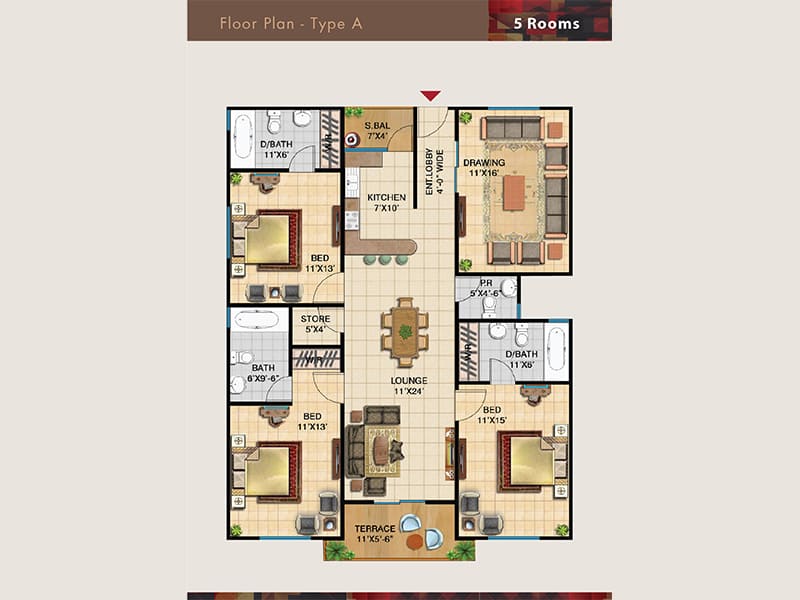 Floor Plan - Type A
5 Rooms
D/BATH
11'X6'
W/R
S.BAL
7'X4'
ENT.LOBBY
4'-0" WIDE
DRAWING
11'X16'
KITCHEN
7'X10'
BED
11'X13'
P.R
5'X4'-6"
STORE
5'X4'
W/R
BATH
6'X9'-6"
W/R
D/BATH
11'X6'
LOUNGE
11'X24'
BED
11'X13'
BED
11'X15'
TERRACE
11'X5'-6"